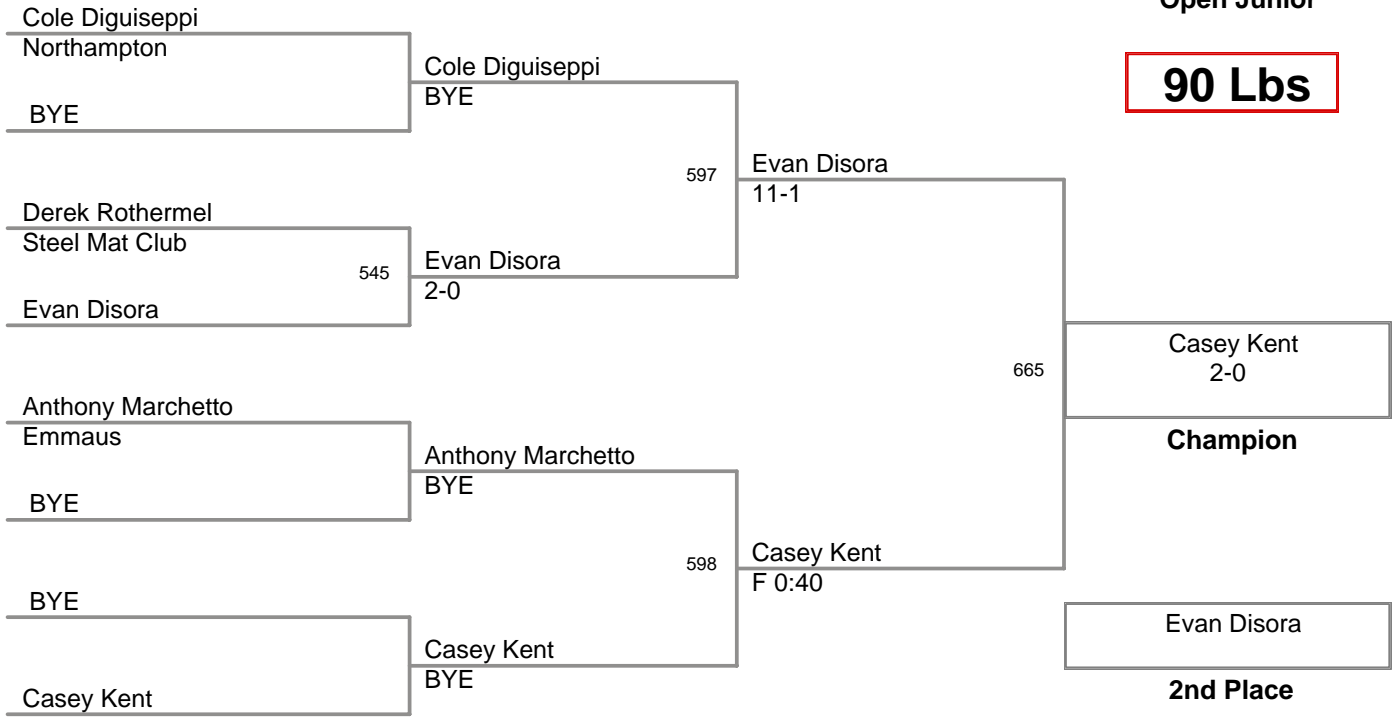 Open Junior
90 Lbs
Cole Diguiseppi
Northampton
BYE
Derek Rothermel
Steel Mat Club
545
Evan Disora
Anthony Marchetto
Emmaus
BYE
BYE
Casey Kent
Cole Diguiseppi
BYE
597
Evan Disora
2-0
Anthony Marchetto
BYE
598
Casey Kent
BYE
Evan Disora
11-1
665
Casey Kent
F 0:40
Casey Kent
2-0
Champion
Evan Disora
2nd Place